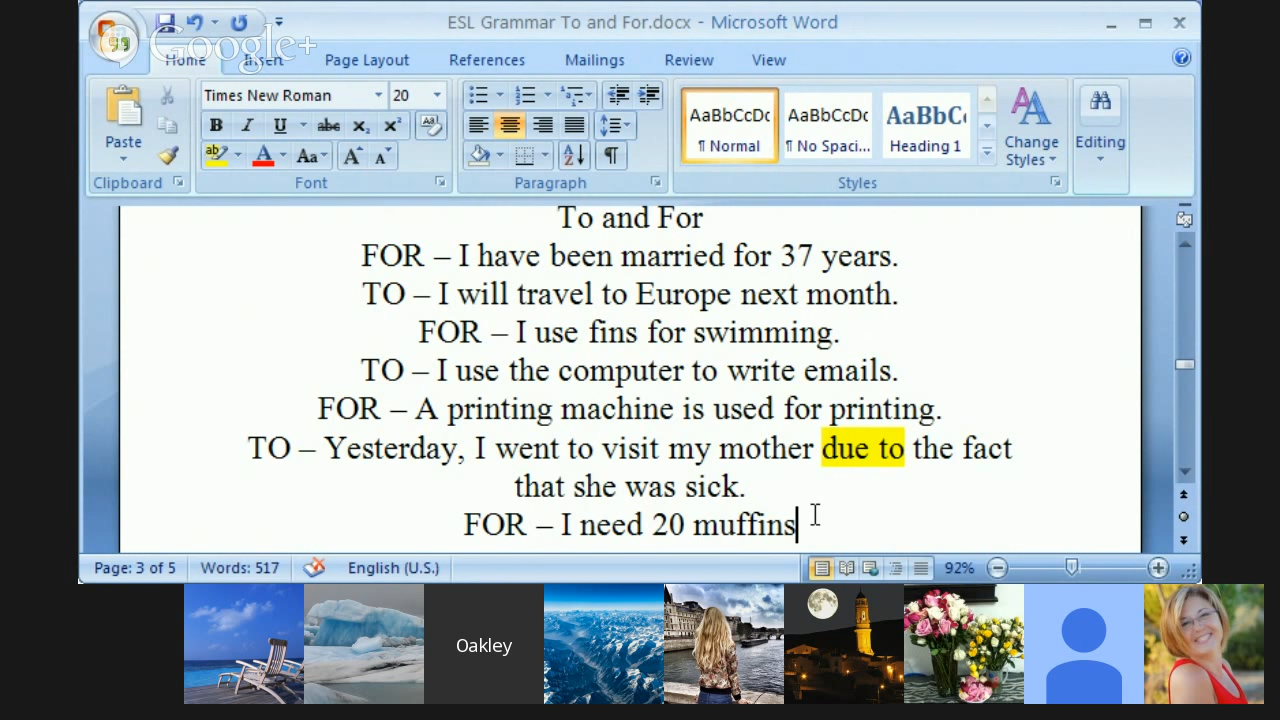 ESL Grammar To and For.docx - Microsoft Word
Google+
Home Insert Page Layout References Mailings Review View
Times New Roman 20
AaBbCcDc AaBbCcDc AaBbC
Paste
B I U abc x₂ x² Aa A A A
¶ Normal ¶ No Spaci... Heading 1
Change Styles
Editing
Clipboard Font Paragraph Styles
To and For
FOR – I have been married for 37 years.
TO – I will travel to Europe next month.
FOR – I use fins for swimming.
TO – I use the computer to write emails.
FOR – A printing machine is used for printing.
TO – Yesterday, I went to visit my mother due to the fact
that she was sick.
FOR – I need 20 muffins
Page: 3 of 5 Words: 517 English (U.S.) 92%
Oakley